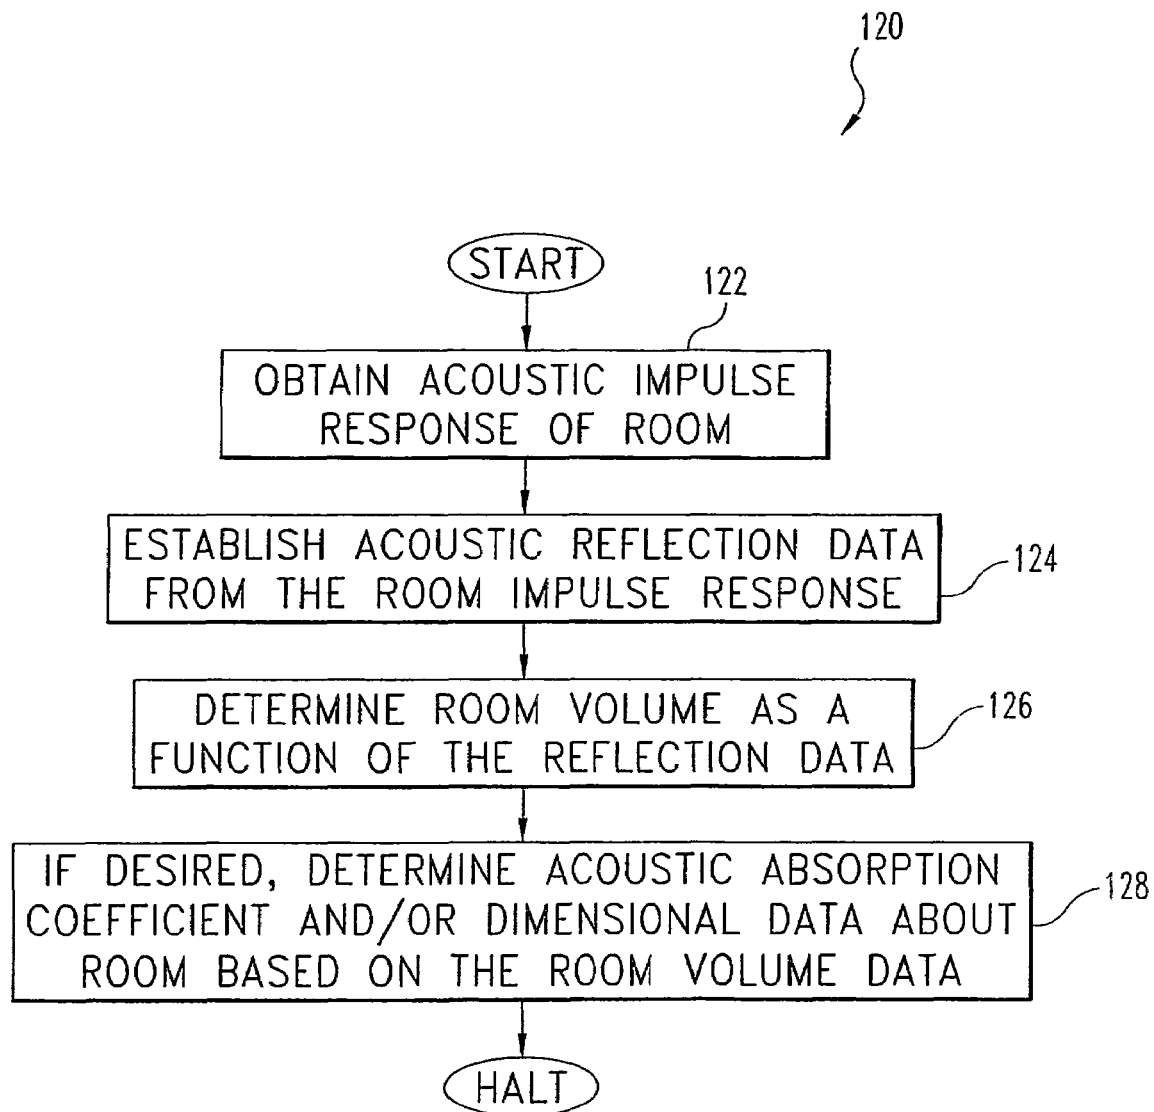 120
START
122
OBTAIN ACOUSTIC IMPULSE
RESPONSE OF ROOM
ESTABLISH ACOUSTIC REFLECTION DATA
FROM THE ROOM IMPULSE RESPONSE
124
DETERMINE ROOM VOLUME AS A
FUNCTION OF THE REFLECTION DATA
126
IF DESIRED, DETERMINE ACOUSTIC ABSORPTION
COEFFICIENT AND/OR DIMENSIONAL DATA ABOUT
ROOM BASED ON THE ROOM VOLUME DATA
128
HALT